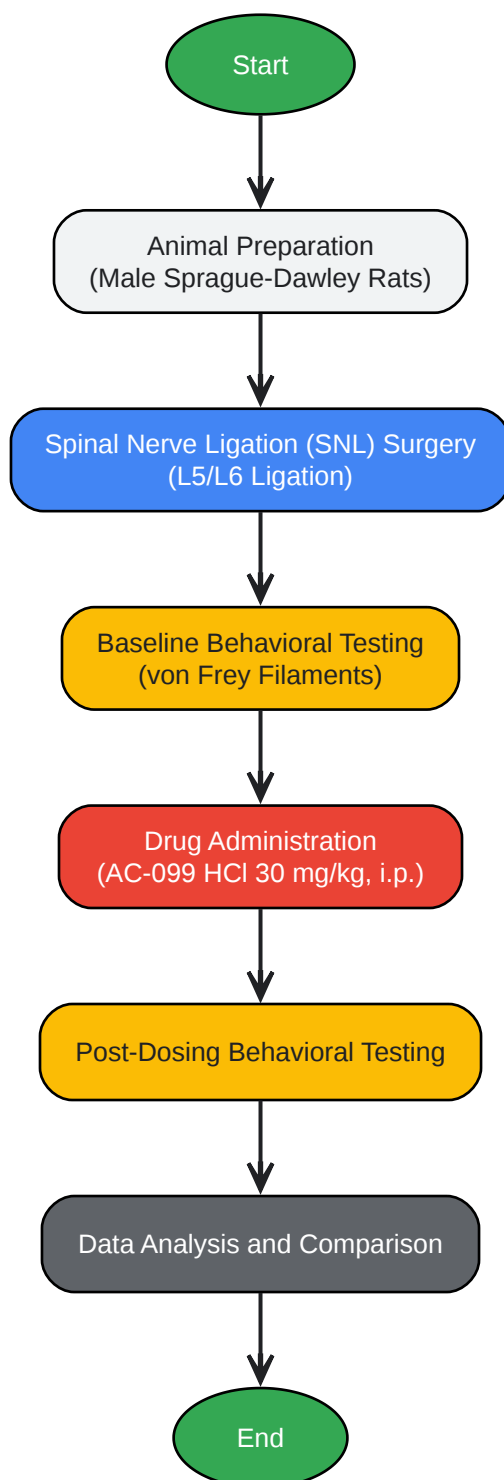 Start
Animal Preparation
(Male Sprague-Dawley Rats)
Spinal Nerve Ligation (SNL) Surgery
(L5/L6 Ligation)
Baseline Behavioral Testing
(von Frey Filaments)
Drug Administration
(AC-099 HCl 30 mg/kg, i.p.)
Post-Dosing Behavioral Testing
Data Analysis and Comparison
End